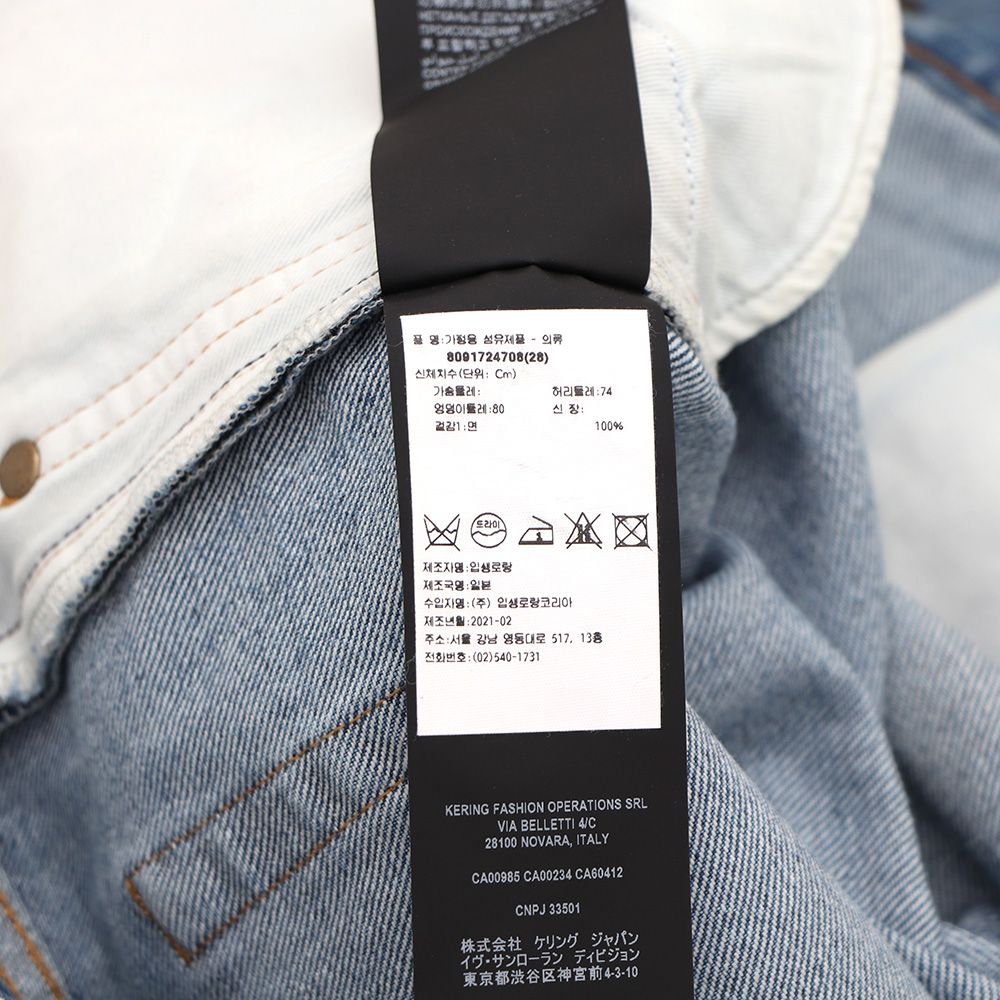 НЕТКАНЫЕ ДЕТАЛИ
ПРОИСХОЖДЕНИЯ
품 명:가정용 섬유제품 - 의류
8091724708(28)
신체치수(단위: Cm)
가슴둘레: 허리둘레:74
엉덩이둘레:80 신 장:
겉감1:면 100%
드라이
제조자명:입생로랑
제조국명:일본
수입자명:(주) 입생로랑코리아
제조년월:2021-02
주소:서울 강남 영동대로 517, 13층
전화번호:(02)540-1731
KERING FASHION OPERATIONS SRL
VIA BELLETTI 4/C
28100 NOVARA, ITALY
CA00985 CA00234 CA60412
CNPJ 33501
株式会社 ケリング ジャパン
イヴ・サンローラン ディビジョン
東京都渋谷区神宮前4-3-10